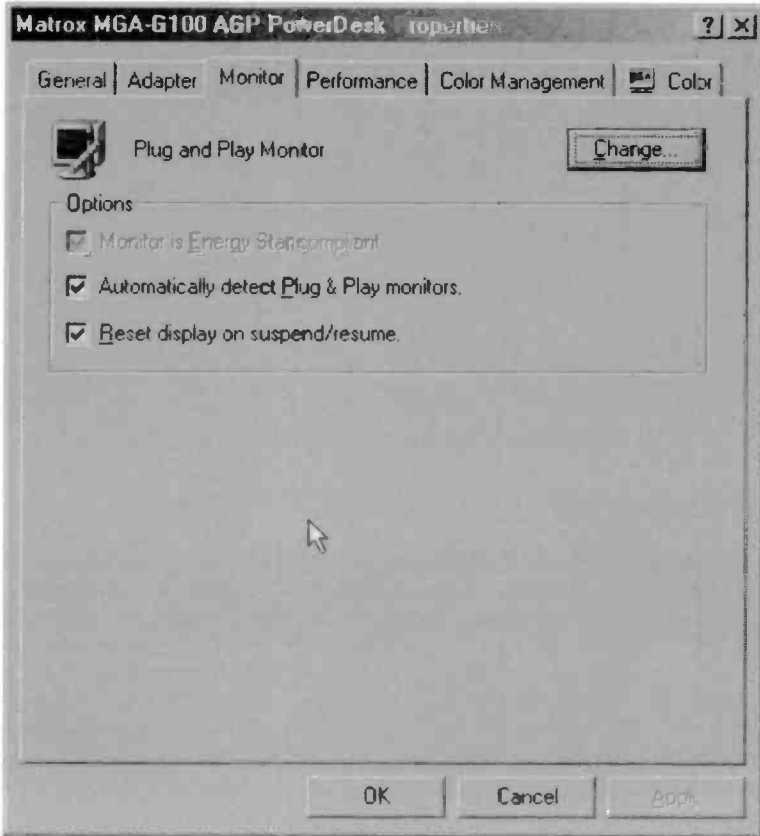 Matrox MGA-G100 AGP PowerDesk Properties
? ×
General Adapter Monitor Performance Color Management Color
Plug and Play Monitor
Change...
Options
Monitor is Energy Star compliant
Automatically detect Plug & Play monitors.
Reset display on suspend/resume.
OK Cancel Apply